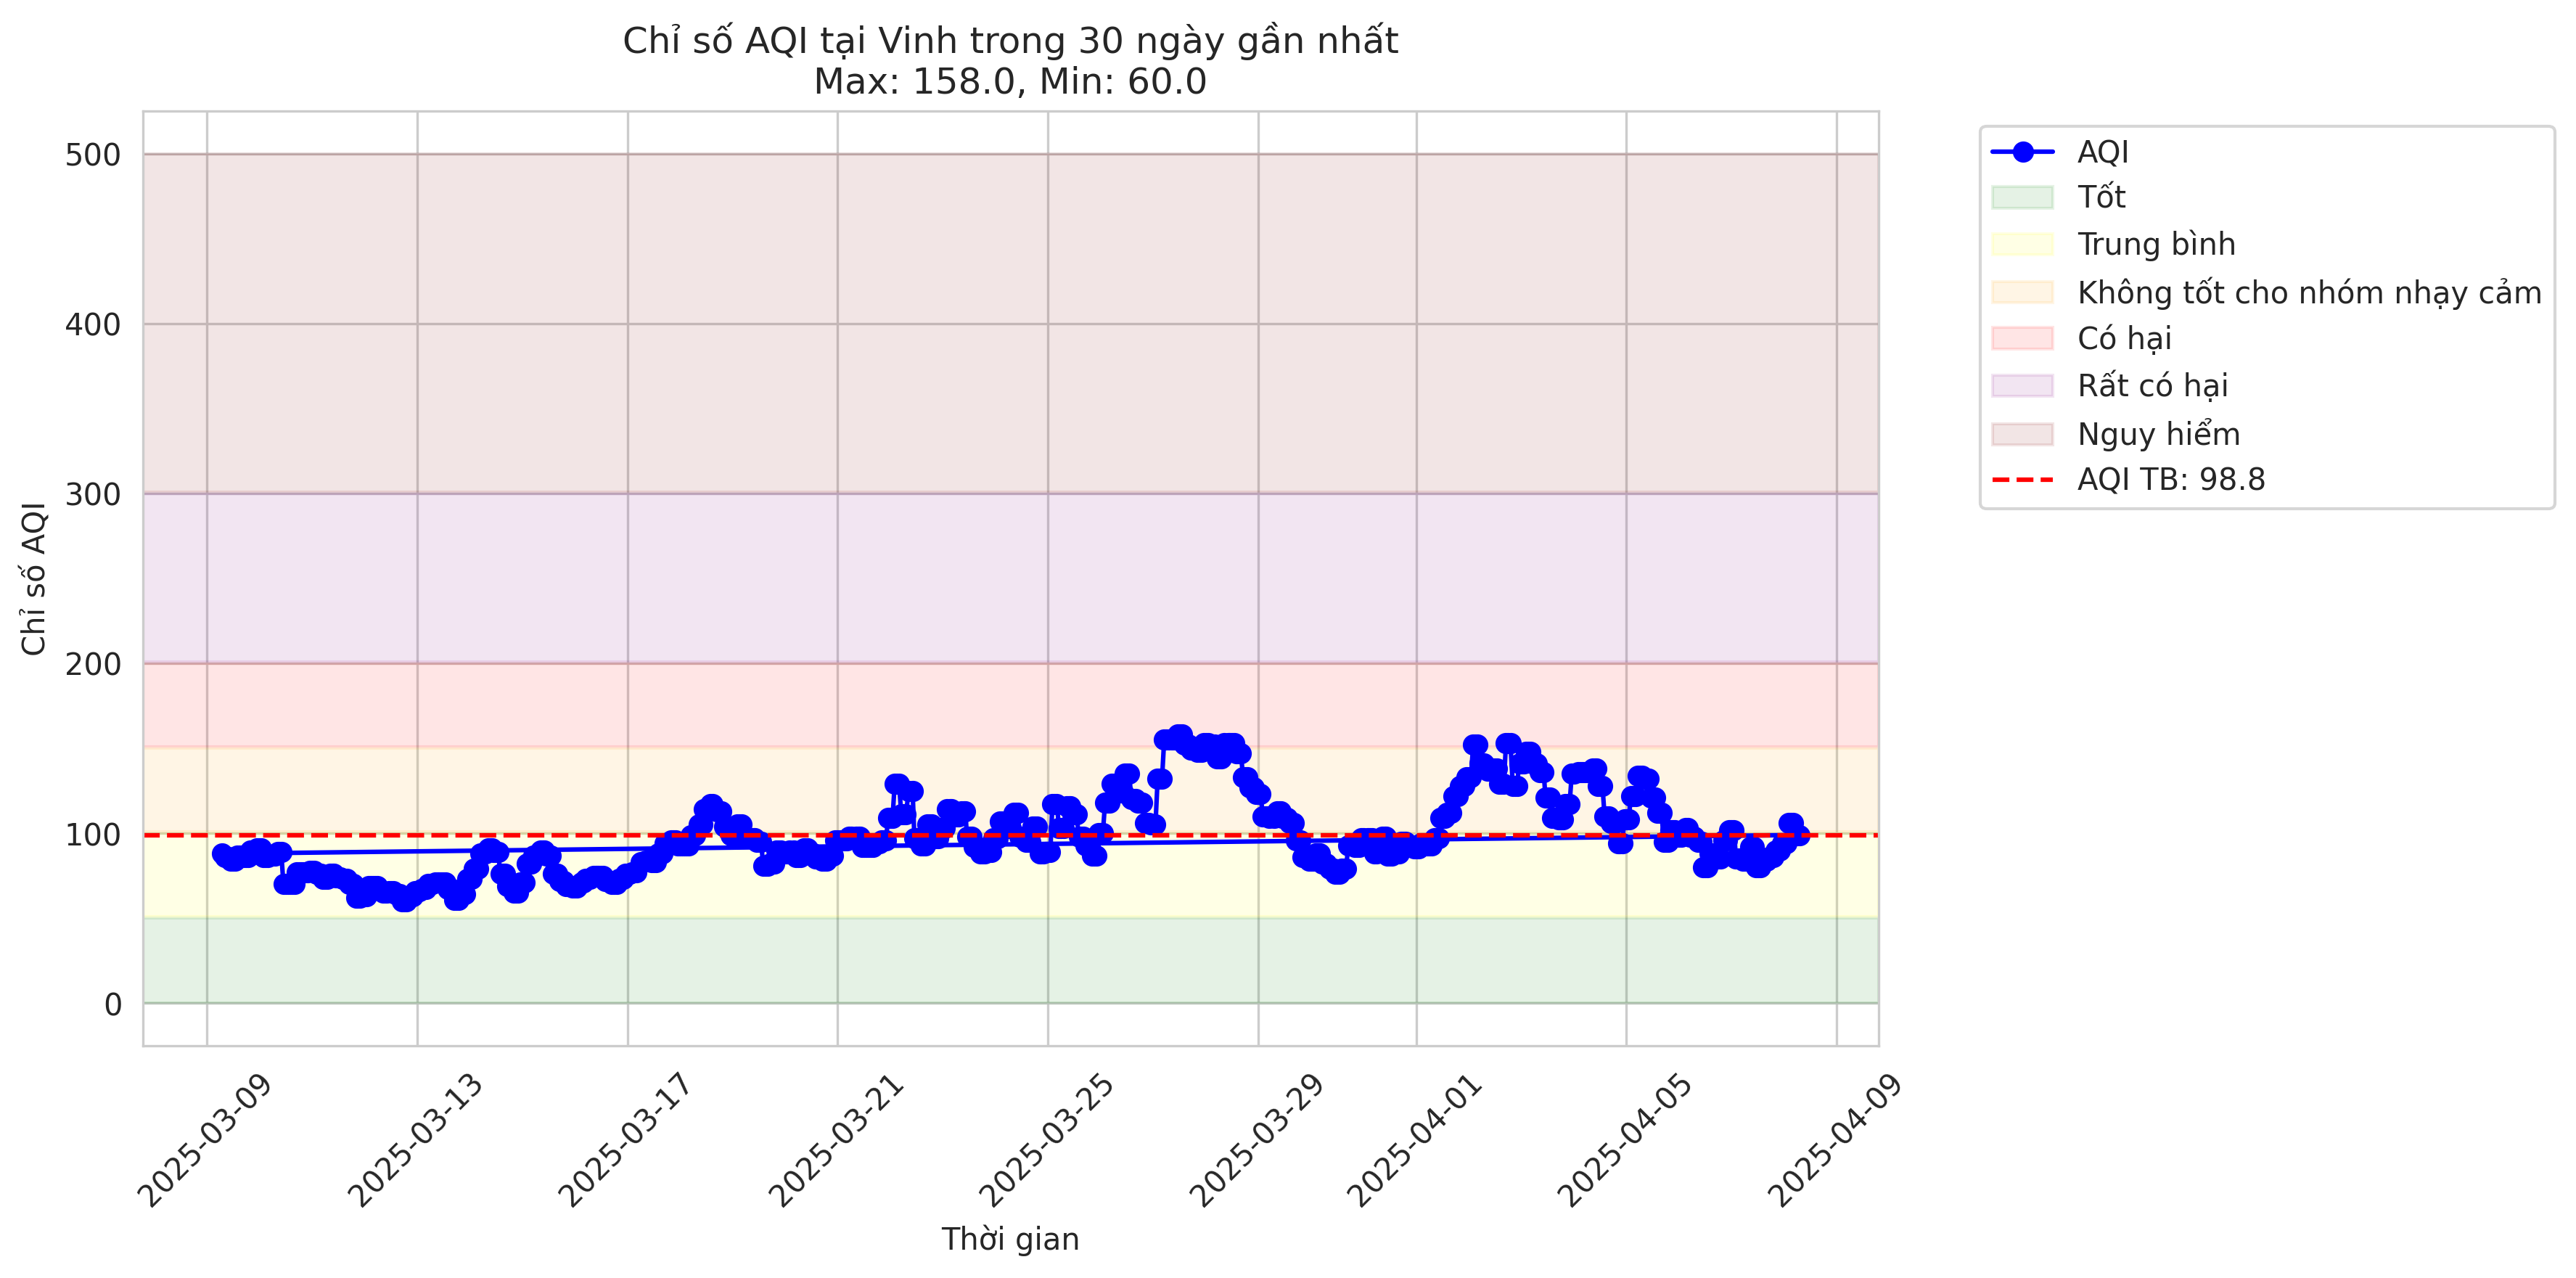 Chỉ số AQI tại Vinh trong 30 ngày gần nhất
Max: 158.0, Min: 60.0
Chỉ số AQI
500
400
300
200
100
0
2025-03-09
2025-03-13
2025-03-17
2025-03-21
2025-03-25
2025-03-29
2025-04-01
2025-04-05
2025-04-09
Thời gian
AQI
Tốt
Trung bình
Không tốt cho nhóm nhạy cảm
Có hại
Rất có hại
Nguy hiểm
AQI TB: 98.8